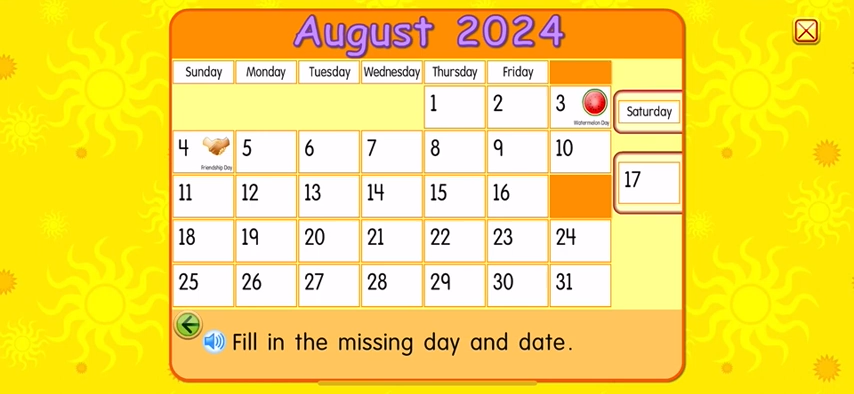 August 2024
Sunday Monday Tuesday Wednesday Thursday Friday
Saturday
1 2 3
Watermelon Day
4 5 6 7 8 9 10
Friendship Day
11 12 13 14 15 16
17
18 19 20 21 22 23 24
25 26 27 28 29 30 31
Fill in the missing day and date.